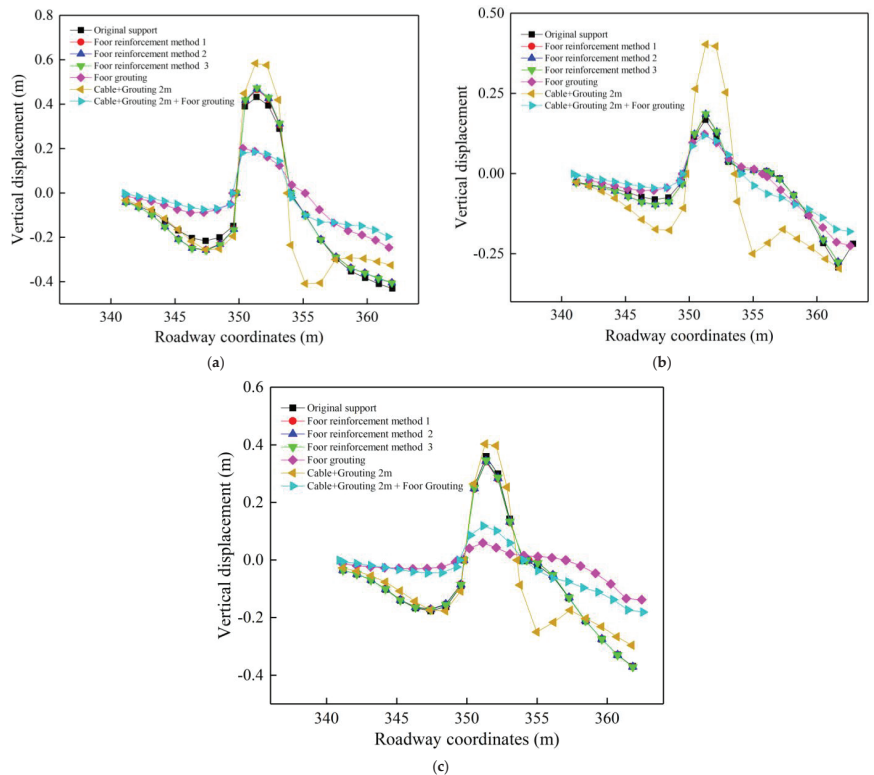 0.8
0.6
0.4
0.2
0.0
-0.2
-0.4
Vertical displacement (m)
Original support
Foor reinforcement method 1
Foor reinforcement method 2
Foor reinforcement method 3
Foor grouting
Cable+Grouting 2m
Cable+Grouting 2m + Foor grouting
340 345 350 355 360
Roadway coordinates (m)
(a)
0.50
0.25
0.00
-0.25
Vertical displacement
Original support
Foor reinforcement method 1
Foor reinforcement method 2
Foor reinforcement method 3
Foor grouting
Cable+Grouting 2m
Cable+Grouting 2m + Foor grouting
340 345 350 355 360
Roadway coordinates (m)
(b)
0.6
0.4
0.2
0.0
-0.2
-0.4
Vertical displacement (m)
Original support
Foor reinforcement method 1
Foor reinforcement method 2
Foor reinforcement method 3
Foor grouting
Cable+Grouting 2m
Cable+Grouting 2m + Foor Grouting
340 345 350 355 360
Roadway coordinates (m)
(c)